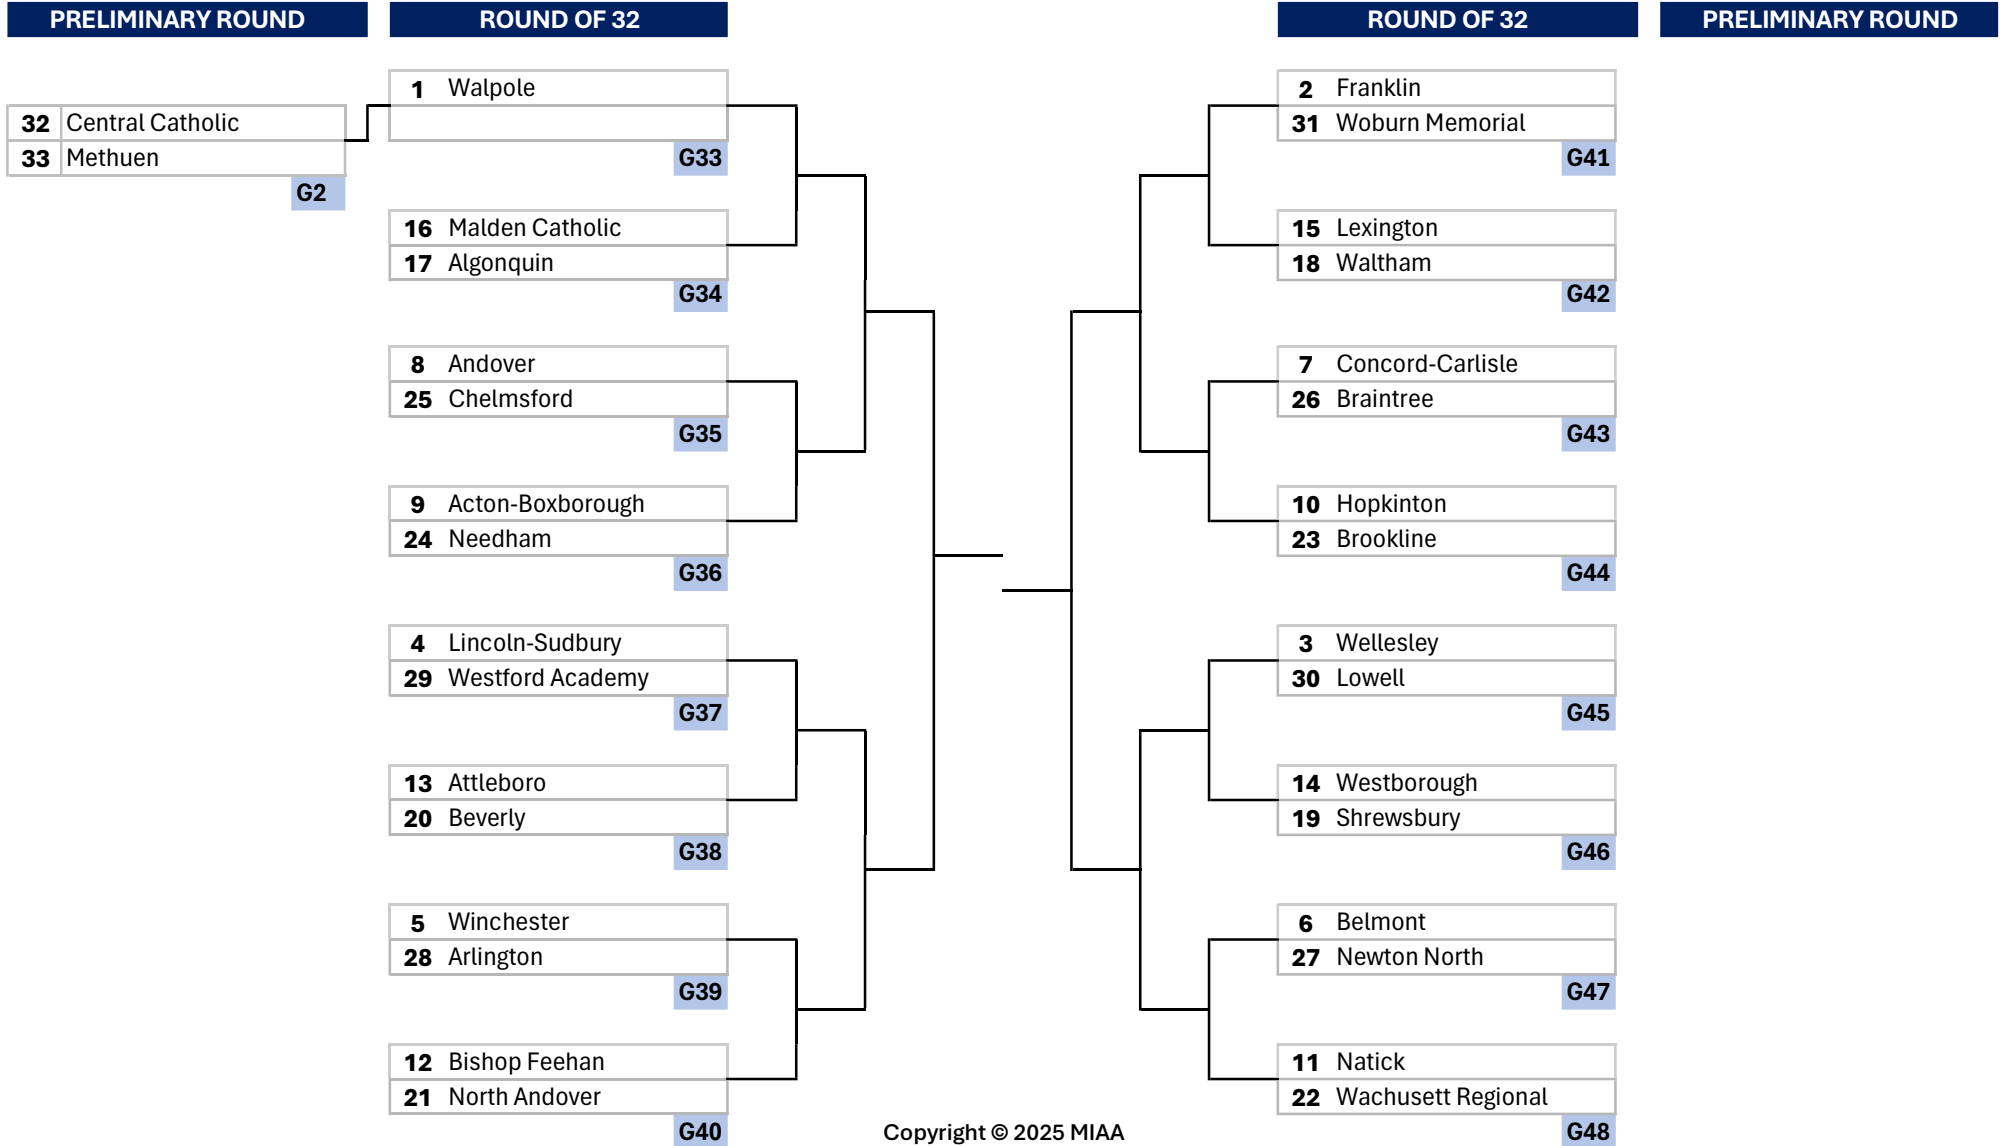 PRELIMINARY ROUND
ROUND OF 32
ROUND OF 32
PRELIMINARY ROUND
32 Central Catholic
33 Methuen
G2
1 Walpole
G33
16 Malden Catholic
17 Algonquin
G34
8 Andover
25 Chelmsford
G35
9 Acton-Boxborough
24 Needham
G36
4 Lincoln-Sudbury
29 Westford Academy
G37
13 Attleboro
20 Beverly
G38
5 Winchester
28 Arlington
G39
12 Bishop Feehan
21 North Andover
G40
2 Franklin
31 Woburn Memorial
G41
15 Lexington
18 Waltham
G42
7 Concord-Carlisle
26 Braintree
G43
10 Hopkinton
23 Brookline
G44
3 Wellesley
30 Lowell
G45
14 Westborough
19 Shrewsbury
G46
6 Belmont
27 Newton North
G47
11 Natick
22 Wachusett Regional
G48
Copyright © 2025 MIAA